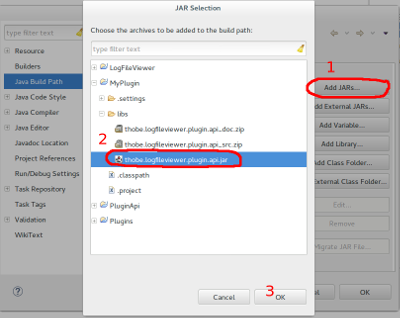 JAR Selection
Choose the archives to be added to the build path:
type filter text
LogFileViewer
MyPlugin
.settings
libs
thobe.logfileviewer.plugin.api_doc.zip
2
thobe.logfileviewer.plugin.api_src.zip
thobe.logfileviewer.plugin.api.jar
.classpath
.project
PluginApi
Plugins
3
Cancel
OK
type filter text
Resource
Builders
Java Build Path
Java Code Style
Java Compiler
Java Editor
Javadoc Location
Project References
Run/Debug Settings
Task Repository
Task Tags
Validation
WikiText
1
Add JARs...
Add External JARs...
Add Variable...
Add Library...
Add Class Folder...
External Class Folder...
Edit...
Remove
Migrate JAR File...
OK